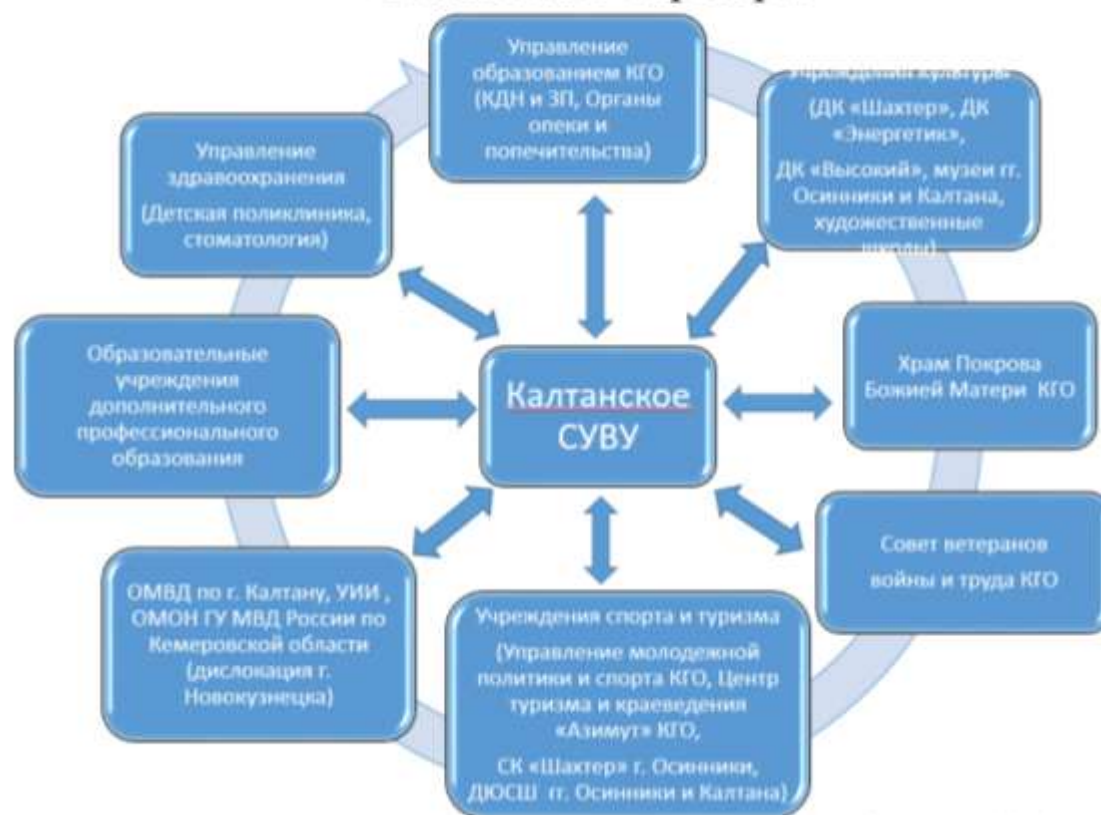 Управление
образованием КГО
(КДН и ЗП, Органы
опеки и
попечительства)
Учреждения культуры
(ДК «Шахтер», ДК
«Энергетик»,
ДК «Высокий», музеи гг.
Осинники и Калтана,
художественные
школы)
Храм Покрова
Божией Матери КГО
Совет ветеранов
войны и труда КГО
Учреждения спорта и туризма
(Управление молодежной
политики и спорта КГО, Центр
туризма и краеведения
«Азимут» КГО,
СК «Шахтер» г. Осинники,
ДЮСШ гг. Осинники и Калтана)
ОМВД по г. Калтану, УИИ ,
ОМОН ГУ МВД России по
Кемеровской области
(дислокация г.
Новокузнецка)
Образовательные
учреждения
дополнительного
профессионального
образования
Управление
здравоохранения
(Детская поликлиника,
стоматология)
Калтанское
СУВУ